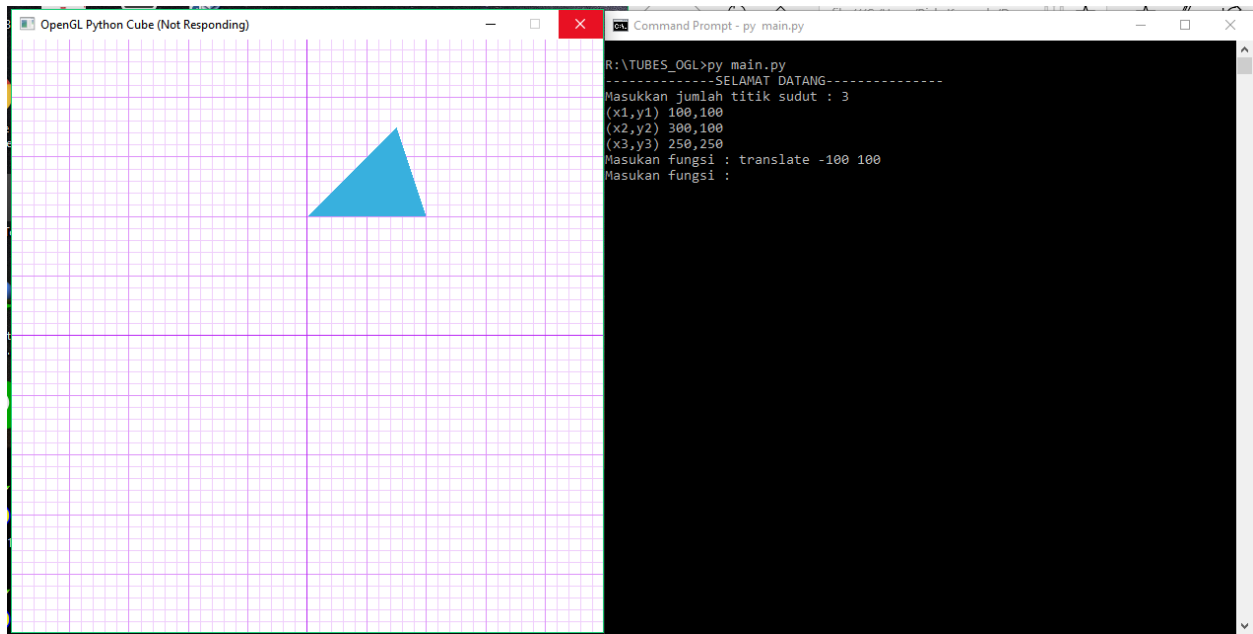 OpenGL Python Cube (Not Responding)
Command Prompt - py main.py
R:\TUBES_OGL>py main.py
--------------SELAMAT DATANG---------------
Masukkan jumlah titik sudut : 3
(x1,y1) 100,100
(x2,y2) 300,100
(x3,y3) 250,250
Masukan fungsi : translate -100 100
Masukan fungsi :